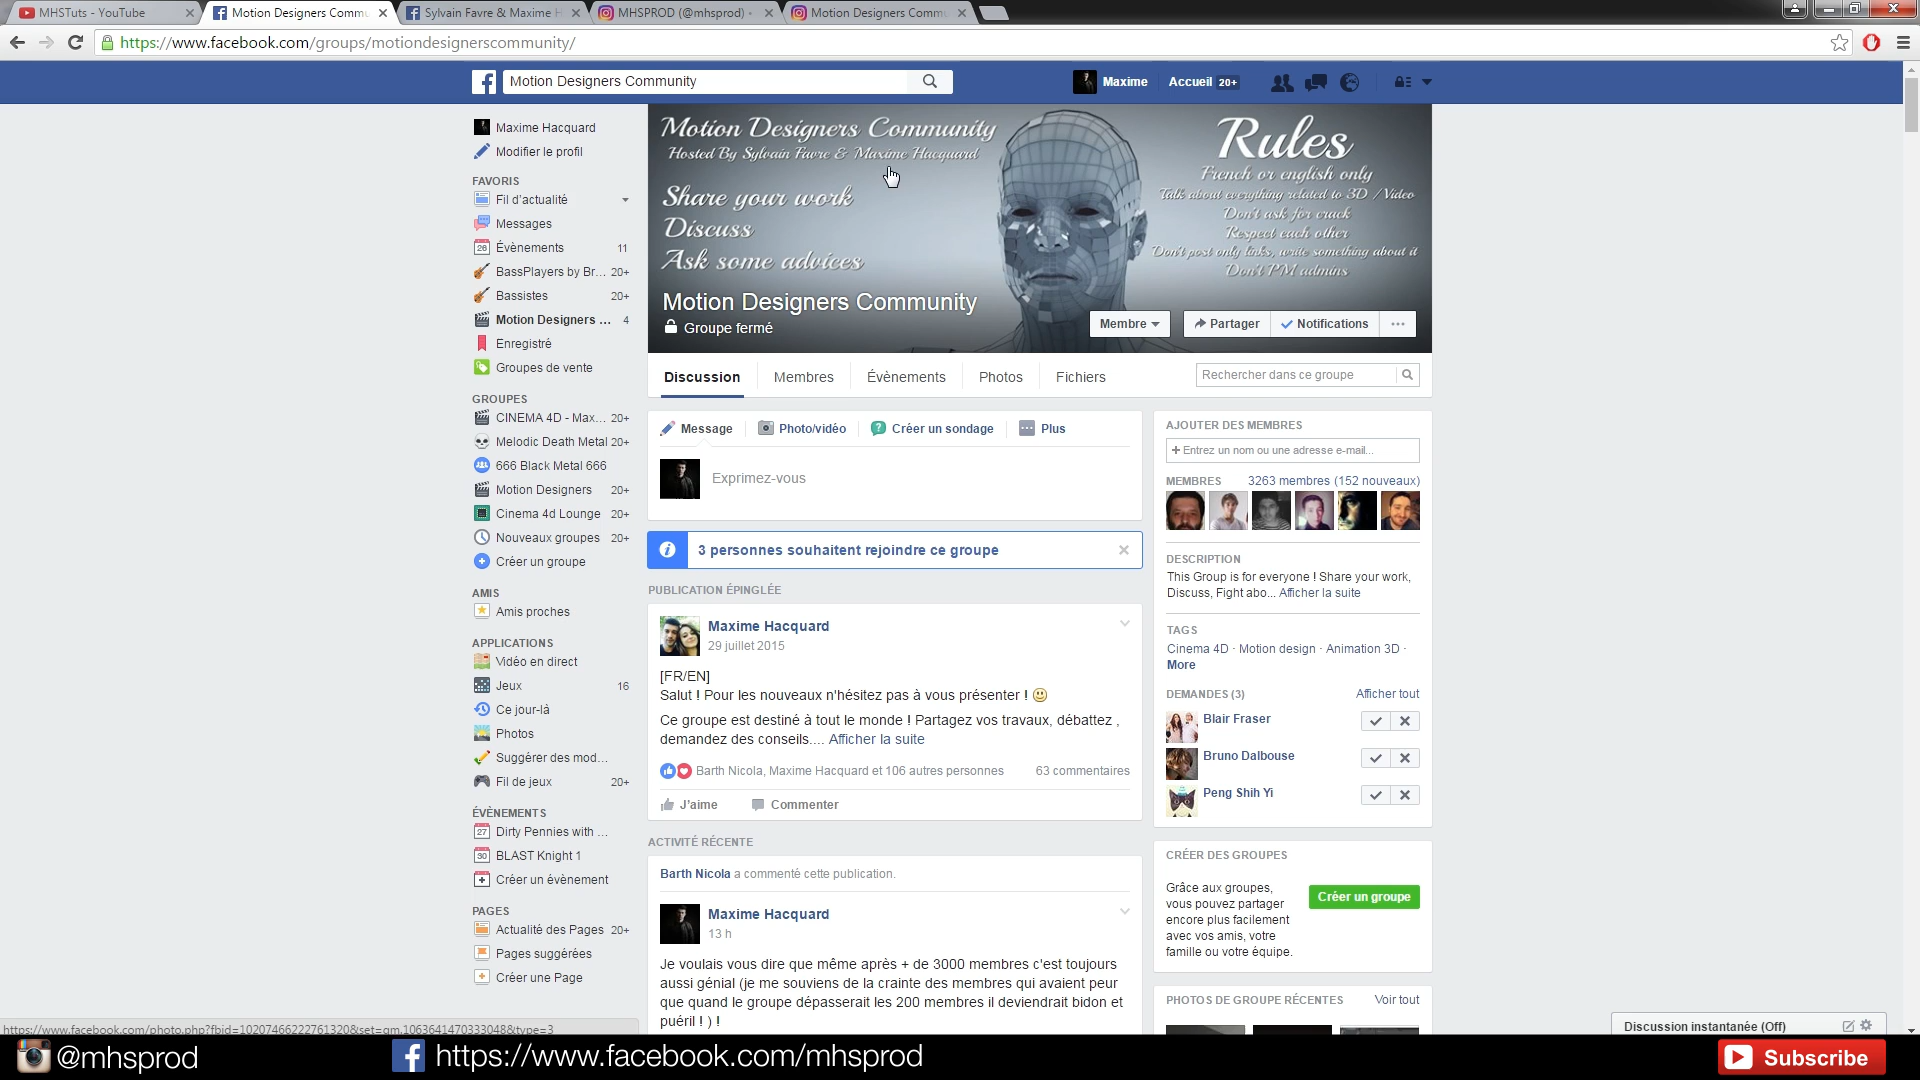 MHSTuts - YouTube
Motion Designers Commu
Sylvain Favre & Maxime H
MHSPROD (@mhsprod) •
Motion Designers Commu
https://www.facebook.com/groups/motiondesignerscommunity/
Motion Designers Community
Maxime
Accueil 20+
Maxime Hacquard
Modifier le profil
FAVORIS
Fil d'actualité
Messages
Évènements 11
BassPlayers by Br... 20+
Bassistes 20+
Motion Designers ... 4
Enregistré
Groupes de vente
GROUPES
CINEMA 4D - Max... 20+
Melodic Death Metal 20+
666 Black Metal 666
Motion Designers 20+
Cinema 4d Lounge 20+
Nouveaux groupes 20+
Créer un groupe
AMIS
Amis proches
APPLICATIONS
Vidéo en direct
Jeux 16
Ce jour-là
Photos
Suggérer des mod...
Fil de jeux 20+
ÉVÈNEMENTS
Dirty Pennies with ...
BLAST Knight 1
Créer un évènement
PAGES
Actualité des Pages 20+
Pages suggérées
Créer une Page
Motion Designers Community
Hosted By Sylvain Favre & Maxime Hacquard
Share your work
Discuss
Ask some advices
Rules
French or english only
Talk about everything related to 3D / Video
Don't ask for crack
Respect each other
Don't post only links, write something about it
Don't PM admins
Motion Designers Community
Groupe fermé
Membre
Partager
Notifications
Discussion
Membres
Évènements
Photos
Fichiers
Rechercher dans ce groupe
Message
Photo/vidéo
Créer un sondage
Plus
Exprimez-vous
3 personnes souhaitent rejoindre ce groupe
PUBLICATION ÉPINGLÉE
Maxime Hacquard
29 juillet 2015
[FR/EN]
Salut ! Pour les nouveaux n'hésitez pas à vous présenter ! 🙂
Ce groupe est destiné à tout le monde ! Partagez vos travaux, débattez ,
demandez des conseils.... Afficher la suite
Barth Nicola, Maxime Hacquard et 106 autres personnes
63 commentaires
J'aime
Commenter
ACTIVITÉ RÉCENTE
Barth Nicola a commenté cette publication.
Maxime Hacquard
13 h
Je voulais vous dire que même après + de 3000 membres c'est toujours
aussi génial (je me souviens de la crainte des membres qui avaient peur
que quand le groupe dépasserait les 200 membres il deviendrait bidon et
puéril ! ) !
AJOUTER DES MEMBRES
+ Entrez un nom ou une adresse e-mail...
MEMBRES
3263 membres (152 nouveaux)
DESCRIPTION
This Group is for everyone ! Share your work,
Discuss, Fight abo... Afficher la suite
TAGS
Cinema 4D · Motion design · Animation 3D ·
More
DEMANDES (3)
Afficher tout
Blair Fraser
Bruno Dalbouse
Peng Shih Yi
CRÉER DES GROUPES
Grâce aux groupes,
vous pouvez partager
encore plus facilement
avec vos amis, votre
famille ou votre équipe.
Créer un groupe
PHOTOS DE GROUPE RÉCENTES
Voir tout
Discussion instantanée (Off)
@mhsprod
https://www.facebook.com/mhsprod
Subscribe